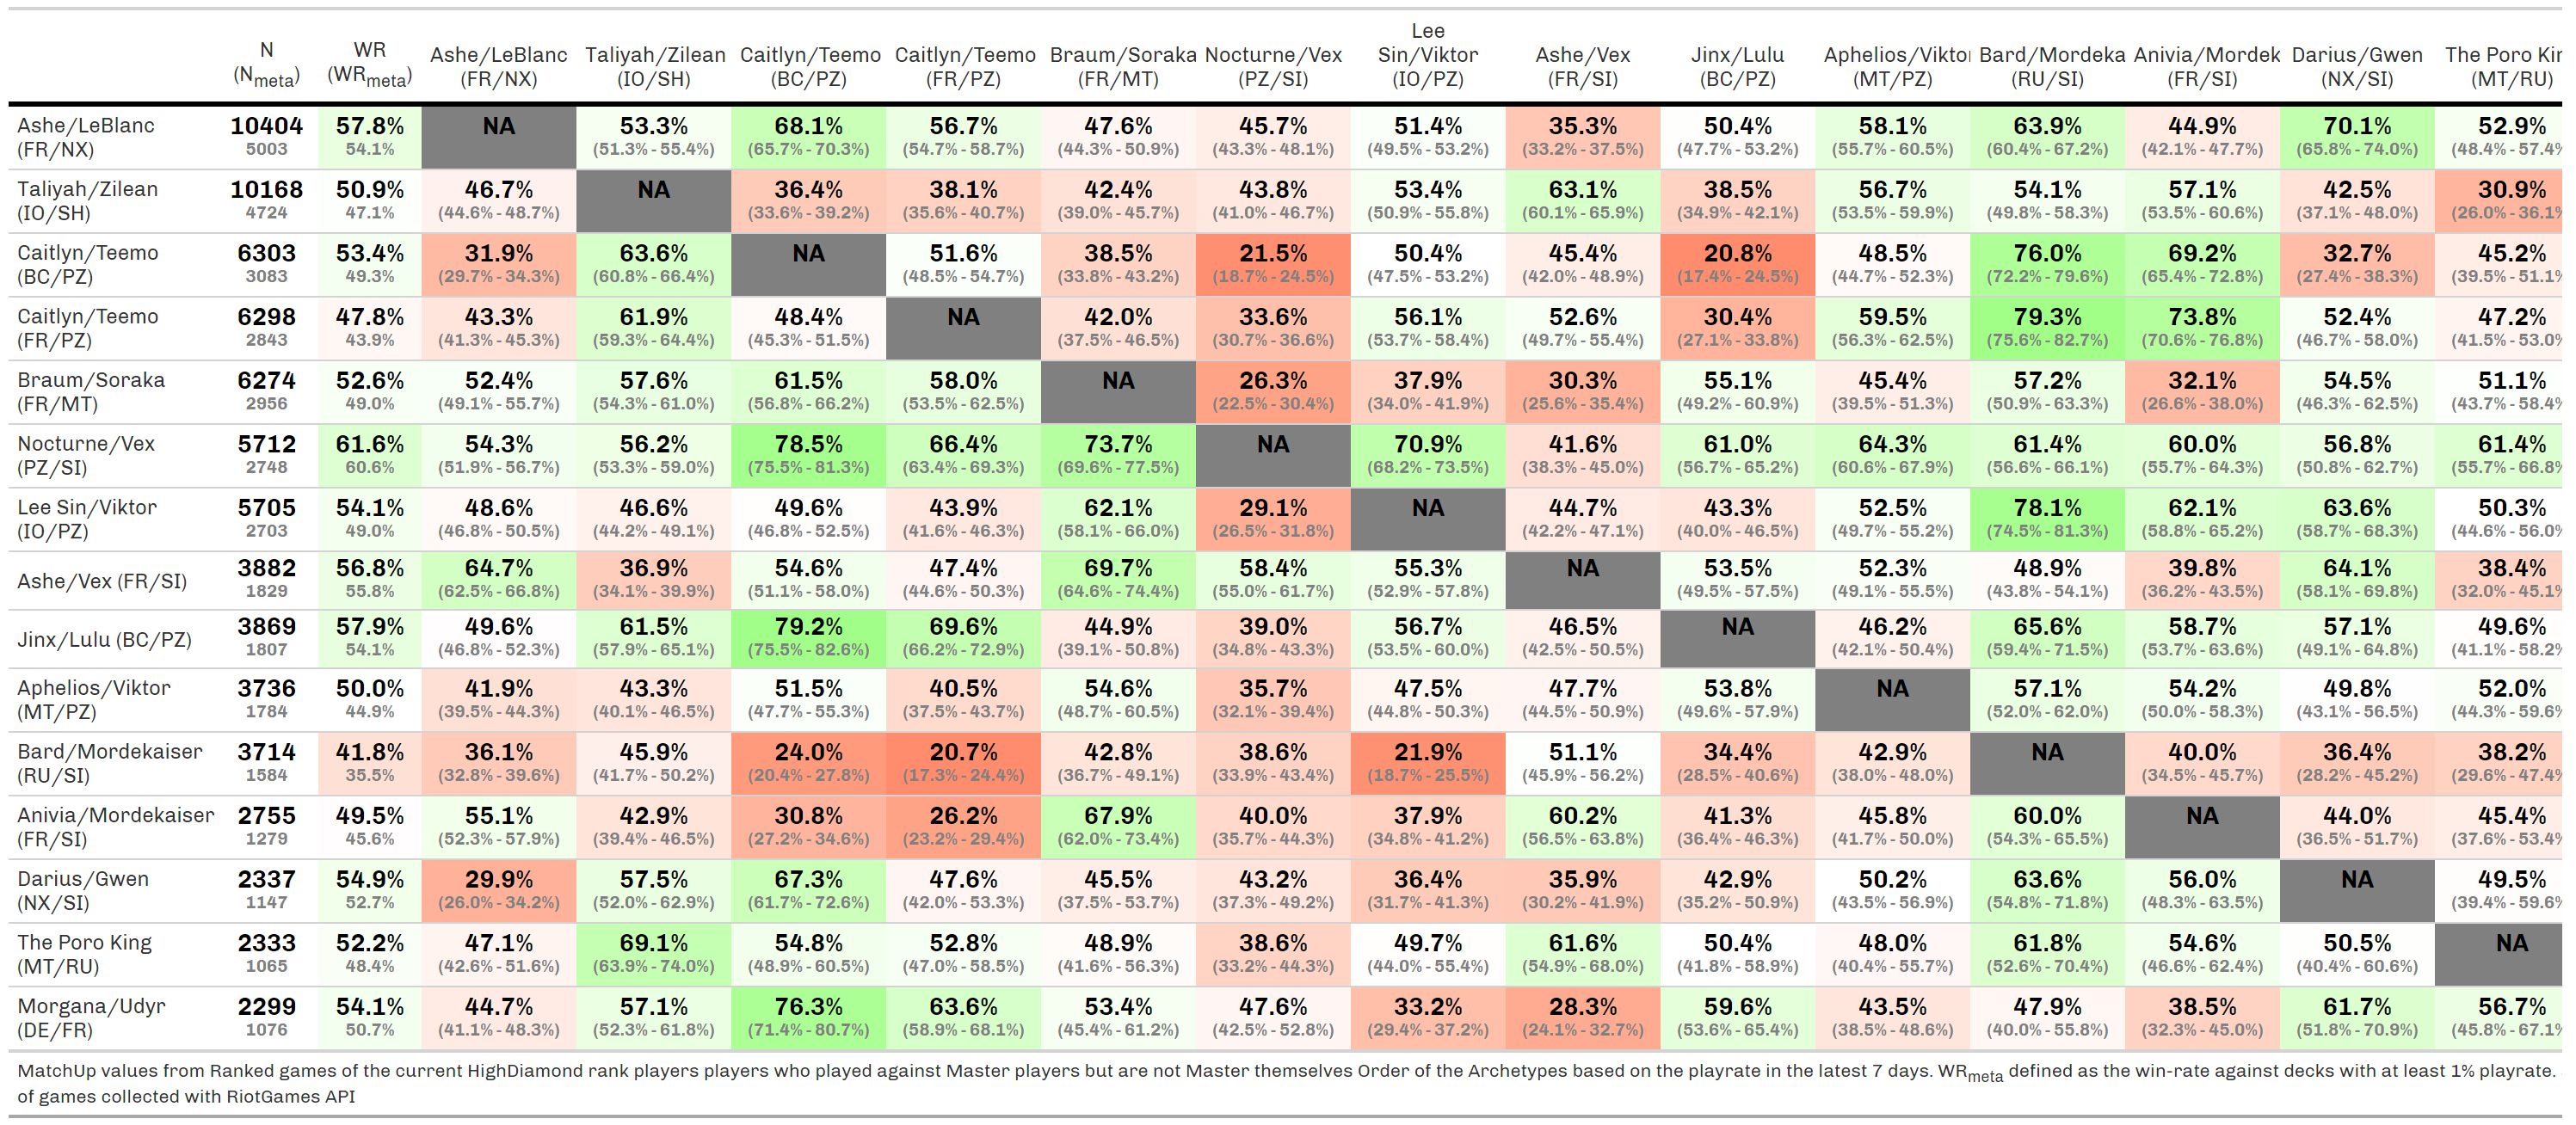 N (Nmeta) WR (WRmeta) Ashe/LeBlanc (FR/NX) Taliyah/Zilean (IO/SH) Caitlyn/Teemo (BC/PZ) Caitlyn/Teemo (FR/PZ) Braum/Soraka (FR/MT) Nocturne/Vex (PZ/SI) Lee Sin/Viktor (IO/PZ) Ashe/Vex (FR/SI) Jinx/Lulu (BC/PZ) Aphelios/Viktor (MT/PZ) Bard/Mordeka (RU/SI) Anivia/Mordek (FR/SI) Darius/Gwen (NX/SI) The Poro Kin (MT/RU)
Ashe/LeBlanc 10404 57.8% NA 53.3% 68.1% 56.7% 47.6% 45.7% 51.4% 35.3% 50.4% 58.1% 63.9% 44.9% 70.1% 52.9%
(FR/NX) 5003 54.1% (51.3% - 55.4%) (65.7% - 70.3%) (54.7% - 58.7%) (44.3% - 50.9%) (43.3% - 48.1%) (49.5% - 53.2%) (33.2% - 37.5%) (47.7% - 53.2%) (55.7% - 60.5%) (60.4% - 67.2%) (42.1% - 47.7%) (65.8% - 74.0%) (48.4% - 57.4%
Taliyah/Zilean 10168 50.9% 46.7% NA 36.4% 38.1% 42.4% 43.8% 53.4% 63.1% 38.5% 56.7% 54.1% 57.1% 42.5% 30.9%
(IO/SH) 4724 47.1% (44.6% - 48.7%) (33.6% - 39.2%) (35.6% - 40.7%) (39.0% - 45.7%) (41.0% - 46.7%) (50.9% - 55.8%) (60.1% - 65.9%) (34.9% - 42.1%) (53.5% - 59.9%) (49.8% - 58.3%) (53.5% - 60.6%) (37.1% - 48.0%) (26.0% - 36.1%
Caitlyn/Teemo 6303 53.4% 31.9% 63.6% NA 51.6% 38.5% 21.5% 50.4% 45.4% 20.8% 48.5% 76.0% 69.2% 32.7% 45.2%
(BC/PZ) 3083 49.3% (29.7% - 34.3%) (60.8% - 66.4%) (48.5% - 54.7%) (33.8% - 43.2%) (18.7% - 24.5%) (47.5% - 53.2%) (42.0% - 48.9%) (17.4% - 24.5%) (44.7% - 52.3%) (72.2% - 79.6%) (65.4% - 72.8%) (27.4% - 38.3%) (39.5% - 51.1%
Caitlyn/Teemo 6298 47.8% 43.3% 61.9% 48.4% NA 42.0% 33.6% 56.1% 52.6% 30.4% 59.5% 79.3% 73.8% 52.4% 47.2%
(FR/PZ) 2843 43.9% (41.3% - 45.3%) (59.3% - 64.4%) (45.3% - 51.5%) (37.5% - 46.5%) (30.7% - 36.6%) (53.7% - 58.4%) (49.7% - 55.4%) (27.1% - 33.8%) (56.3% - 62.5%) (75.6% - 82.7%) (70.6% - 76.8%) (46.7% - 58.0%) (41.5% - 53.0%
Braum/Soraka 6274 52.6% 52.4% 57.6% 61.5% 58.0% NA 26.3% 37.9% 30.3% 55.1% 45.4% 57.2% 32.1% 54.5% 51.1%
(FR/MT) 2956 49.0% (49.1% - 55.7%) (54.3% - 61.0%) (56.8% - 66.2%) (53.5% - 62.5%) (22.5% - 30.4%) (34.0% - 41.9%) (25.6% - 35.4%) (49.2% - 60.9%) (39.5% - 51.3%) (50.9% - 63.3%) (26.6% - 38.0%) (46.3% - 62.5%) (43.7% - 58.4%
Nocturne/Vex 5712 61.6% 54.3% 56.2% 78.5% 66.4% 73.7% NA 70.9% 41.6% 61.0% 64.3% 61.4% 60.0% 56.8% 61.4%
(PZ/SI) 2748 60.6% (51.9% - 56.7%) (53.3% - 59.0%) (75.5% - 81.3%) (63.4% - 69.3%) (69.6% - 77.5%) (68.2% - 73.5%) (38.3% - 45.0%) (56.7% - 65.2%) (60.6% - 67.9%) (56.6% - 66.1%) (55.7% - 64.3%) (50.8% - 62.7%) (55.7% - 66.8%
Lee Sin/Viktor 5705 54.1% 48.6% 46.6% 49.6% 43.9% 62.1% 29.1% NA 44.7% 43.3% 52.5% 78.1% 62.1% 63.6% 50.3%
(IO/PZ) 2703 49.0% (46.8% - 50.5%) (44.2% - 49.1%) (46.8% - 52.5%) (41.6% - 46.3%) (58.1% - 66.0%) (26.5% - 31.8%) (42.2% - 47.1%) (40.0% - 46.5%) (49.7% - 55.2%) (74.5% - 81.3%) (58.8% - 65.2%) (58.7% - 68.3%) (44.6% - 56.0%
Ashe/Vex (FR/SI) 3882 56.8% 64.7% 36.9% 54.6% 47.4% 69.7% 58.4% 55.3% NA 53.5% 52.3% 48.9% 39.8% 64.1% 38.4%
1829 55.8% (62.5% - 66.8%) (34.1% - 39.9%) (51.1% - 58.0%) (44.6% - 50.3%) (64.6% - 74.4%) (55.0% - 61.7%) (52.9% - 57.8%) (49.5% - 57.5%) (49.1% - 55.5%) (43.8% - 54.1%) (36.2% - 43.5%) (58.1% - 69.8%) (32.0% - 45.1%
Jinx/Lulu (BC/PZ) 3869 57.9% 49.6% 61.5% 79.2% 69.6% 44.9% 39.0% 56.7% 46.5% NA 46.2% 65.6% 58.7% 57.1% 49.6%
1807 54.1% (46.8% - 52.3%) (57.9% - 65.1%) (75.5% - 82.6%) (66.2% - 72.9%) (39.1% - 50.8%) (34.8% - 43.3%) (53.5% - 60.0%) (42.5% - 50.5%) (42.1% - 50.4%) (59.4% - 71.5%) (53.7% - 63.6%) (49.1% - 64.8%) (41.1% - 58.2%
Aphelios/Viktor 3736 50.0% 41.9% 43.3% 51.5% 40.5% 54.6% 35.7% 47.5% 47.7% 53.8% NA 57.1% 54.2% 49.8% 52.0%
(MT/PZ) 1784 44.9% (39.5% - 44.3%) (40.1% - 46.5%) (47.7% - 55.3%) (37.5% - 43.7%) (48.7% - 60.5%) (32.1% - 39.4%) (44.8% - 50.3%) (44.5% - 50.9%) (49.6% - 57.9%) (52.0% - 62.0%) (50.0% - 58.3%) (43.1% - 56.5%) (44.3% - 59.6%
Bard/Mordekaiser 3714 41.8% 36.1% 45.9% 24.0% 20.7% 42.8% 38.6% 21.9% 51.1% 34.4% 42.9% NA 40.0% 36.4% 38.2%
(RU/SI) 1584 35.5% (32.8% - 39.6%) (41.7% - 50.2%) (20.4% - 27.8%) (17.3% - 24.4%) (36.7% - 49.1%) (33.9% - 43.4%) (18.7% - 25.5%) (45.9% - 56.2%) (28.5% - 40.6%) (38.0% - 48.0%) (34.5% - 45.7%) (28.2% - 45.2%) (29.6% - 47.4%
Anivia/Mordekaiser 2755 49.5% 55.1% 42.9% 30.8% 26.2% 67.9% 40.0% 37.9% 60.2% 41.3% 45.8% 60.0% NA 44.0% 45.4%
(FR/SI) 1279 45.6% (52.3% - 57.9%) (39.4% - 46.5%) (27.2% - 34.6%) (23.2% - 29.4%) (62.0% - 73.4%) (35.7% - 44.3%) (34.8% - 41.2%) (56.5% - 63.8%) (36.4% - 46.3%) (41.7% - 50.0%) (54.3% - 65.5%) (36.5% - 51.7%) (37.6% - 53.4%
Darius/Gwen 2337 54.9% 29.9% 57.5% 67.3% 47.6% 45.5% 43.2% 36.4% 35.9% 42.9% 50.2% 63.6% 56.0% NA 49.5%
(NX/SI) 1147 52.7% (26.0% - 34.2%) (52.0% - 62.9%) (61.7% - 72.6%) (42.0% - 53.3%) (37.5% - 53.7%) (37.3% - 49.2%) (31.7% - 41.3%) (30.2% - 41.9%) (35.2% - 50.9%) (43.5% - 56.9%) (54.8% - 71.8%) (48.3% - 63.5%) (39.4% - 59.6%
The Poro King 2333 52.2% 47.1% 69.1% 54.8% 52.8% 48.9% 38.6% 49.7% 61.6% 50.4% 48.0% 61.8% 54.6% 50.5% NA
(MT/RU) 1065 48.4% (42.6% - 51.6%) (63.9% - 74.0%) (48.9% - 60.5%) (47.0% - 58.5%) (41.6% - 56.3%) (33.2% - 44.3%) (44.0% - 55.4%) (54.9% - 68.0%) (41.8% - 58.9%) (40.4% - 55.7%) (52.6% - 70.4%) (46.6% - 62.4%) (40.4% - 60.6%)
Morgana/Udyr 2299 54.1% 44.7% 57.1% 76.3% 63.6% 53.4% 47.6% 33.2% 28.3% 59.6% 43.5% 47.9% 38.5% 61.7% 56.7%
(DE/FR) 1076 50.7% (41.1% - 48.3%) (52.3% - 61.8%) (71.4% - 80.7%) (58.9% - 68.1%) (45.4% - 61.2%) (42.5% - 52.8%) (29.4% - 37.2%) (24.1% - 32.7%) (53.6% - 65.4%) (38.5% - 48.6%) (40.0% - 55.8%) (32.3% - 45.0%) (51.8% - 70.9%) (45.8% - 67.1%
MatchUp values from Ranked games of the current HighDiamond rank players players who played against Master players but are not Master themselves Order of the Archetypes based on the playrate in the latest 7 days. WRmeta defined as the win-rate against decks with at least 1% playrate.
of games collected with RiotGames API